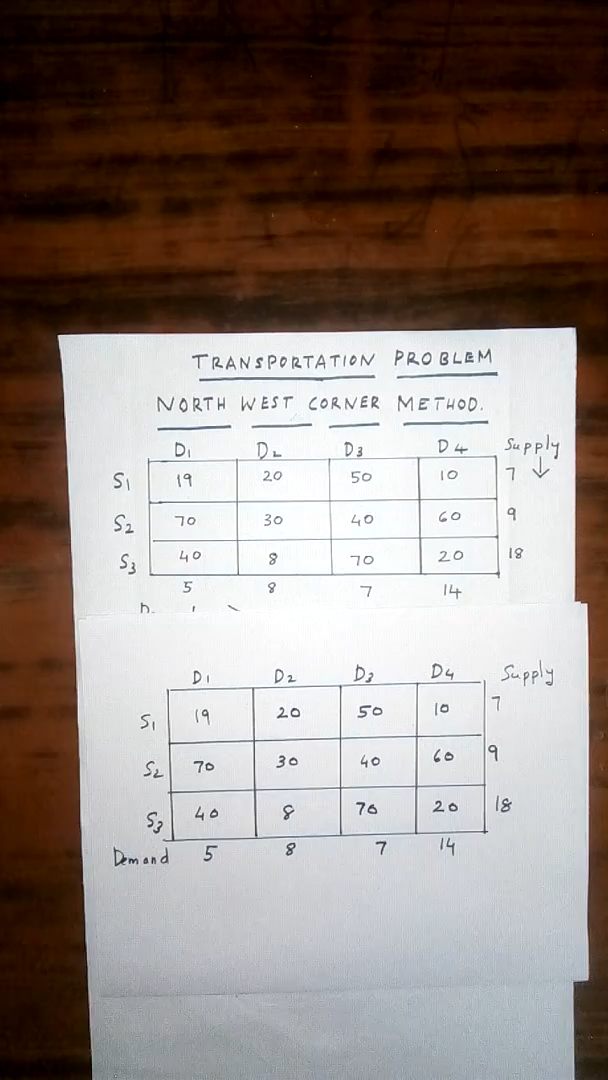 TRANSPORTATION PROBLEM
NORTH WEST CORNER METHOD.
D1 D2 D3 D4 Supply
S1 19 20 50 10 7 ↓
S2 70 30 40 60 9
S3 40 8 70 20 18
5 8 7 14
D1 D2 D3 D4 Supply
S1 19 20 50 10 7
S2 70 30 40 60 9
S3 40 8 70 20 18
Demand 5 8 7 14